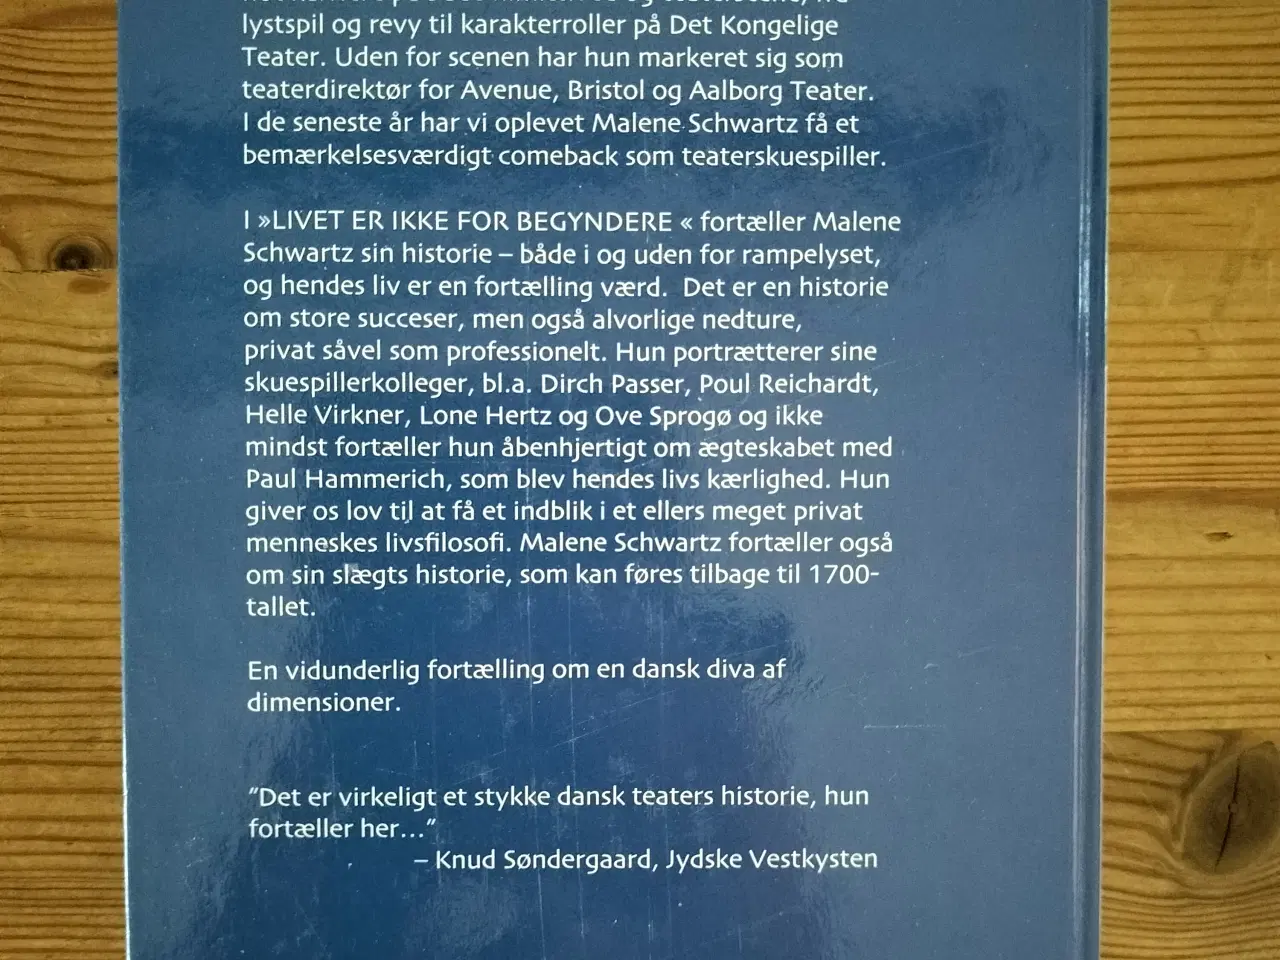 lystspil og revy til karakterroller på Det Kongelige
Teater. Uden for scenen har hun markeret sig som
teaterdirektør for Avenue, Bristol og Aalborg Teater.
I de seneste år har vi oplevet Malene Schwartz få et
bemærkelsesværdigt comeback som teaterskuespiller.
I »LIVET ER IKKE FOR BEGYNDERE « fortæller Malene
Schwartz sin historie – både i og uden for rampelyset,
og hendes liv er en fortælling værd. Det er en historie
om store succeser, men også alvorlige nedture,
privat såvel som professionelt. Hun portrætterer sine
skuespillerkolleger, bl.a. Dirch Passer, Poul Reichardt,
Helle Virkner, Lone Hertz og Ove Sprogø og ikke
mindst fortæller hun åbenhjertigt om ægteskabet med
Paul Hammerich, som blev hendes livs kærlighed. Hun
giver os lov til at få et indblik i et ellers meget privat
menneskes livsfilosofi. Malene Schwartz fortæller også
om sin slægts historie, som kan føres tilbage til 1700-
tallet.
En vidunderlig fortælling om en dansk diva af
dimensioner.
"Det er virkeligt et stykke dansk teaters historie, hun
fortæller her..."
– Knud Søndergaard, Jydske Vestkysten